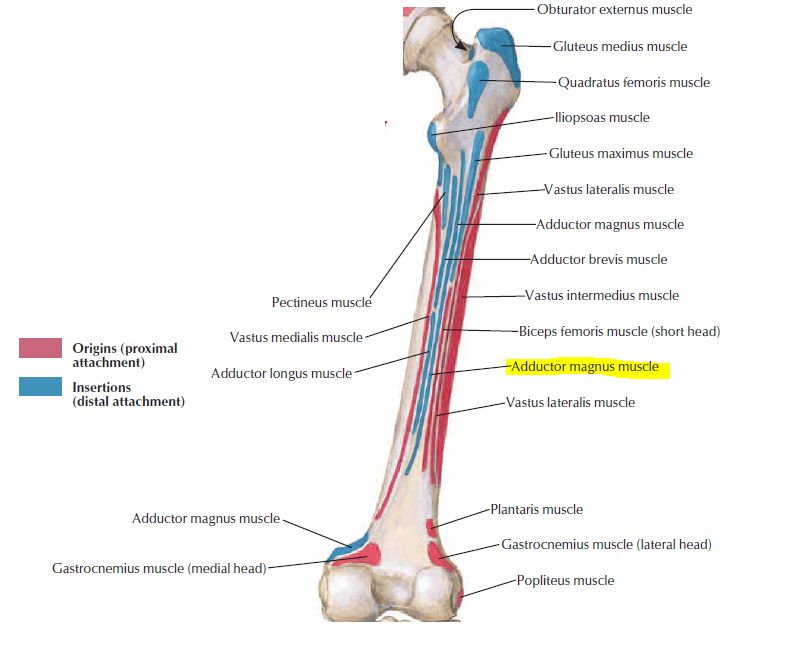 Obturator externus muscle
Gluteus medius muscle
Quadratus femoris muscle
Iliopsoas muscle
Gluteus maximus muscle
Vastus lateralis muscle
Adductor magnus muscle
Adductor brevis muscle
Pectineus muscle
Vastus intermedius muscle
Vastus medialis muscle
Biceps femoris muscle (short head)
Origins (proximal
attachment)
Adductor longus muscle
Adductor magnus muscle
Insertions
(distal attachment)
Vastus lateralis muscle
Plantaris muscle
Adductor magnus muscle
Gastrocnemius muscle (lateral head)
Gastrocnemius muscle (medial head)
Popliteus muscle